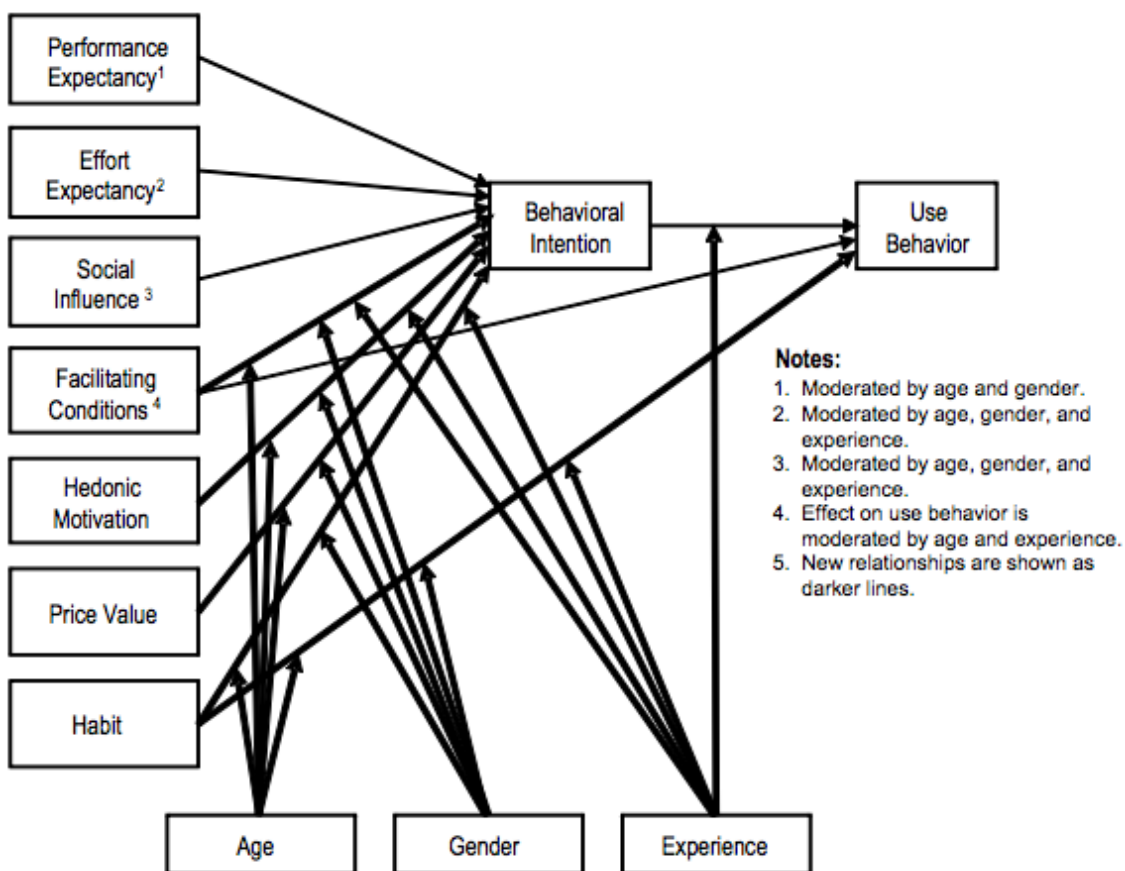 Performance
Expectancy¹
Effort
Expectancy²
Social
Influence ³
Facilitating
Conditions ⁴
Hedonic
Motivation
Price Value
Habit
Behavioral
Intention
Use
Behavior
Notes:
1. Moderated by age and gender.
2. Moderated by age, gender, and
experience.
3. Moderated by age, gender, and
experience.
4. Effect on use behavior is
moderated by age and experience.
5. New relationships are shown as
darker lines.
Age
Gender
Experience